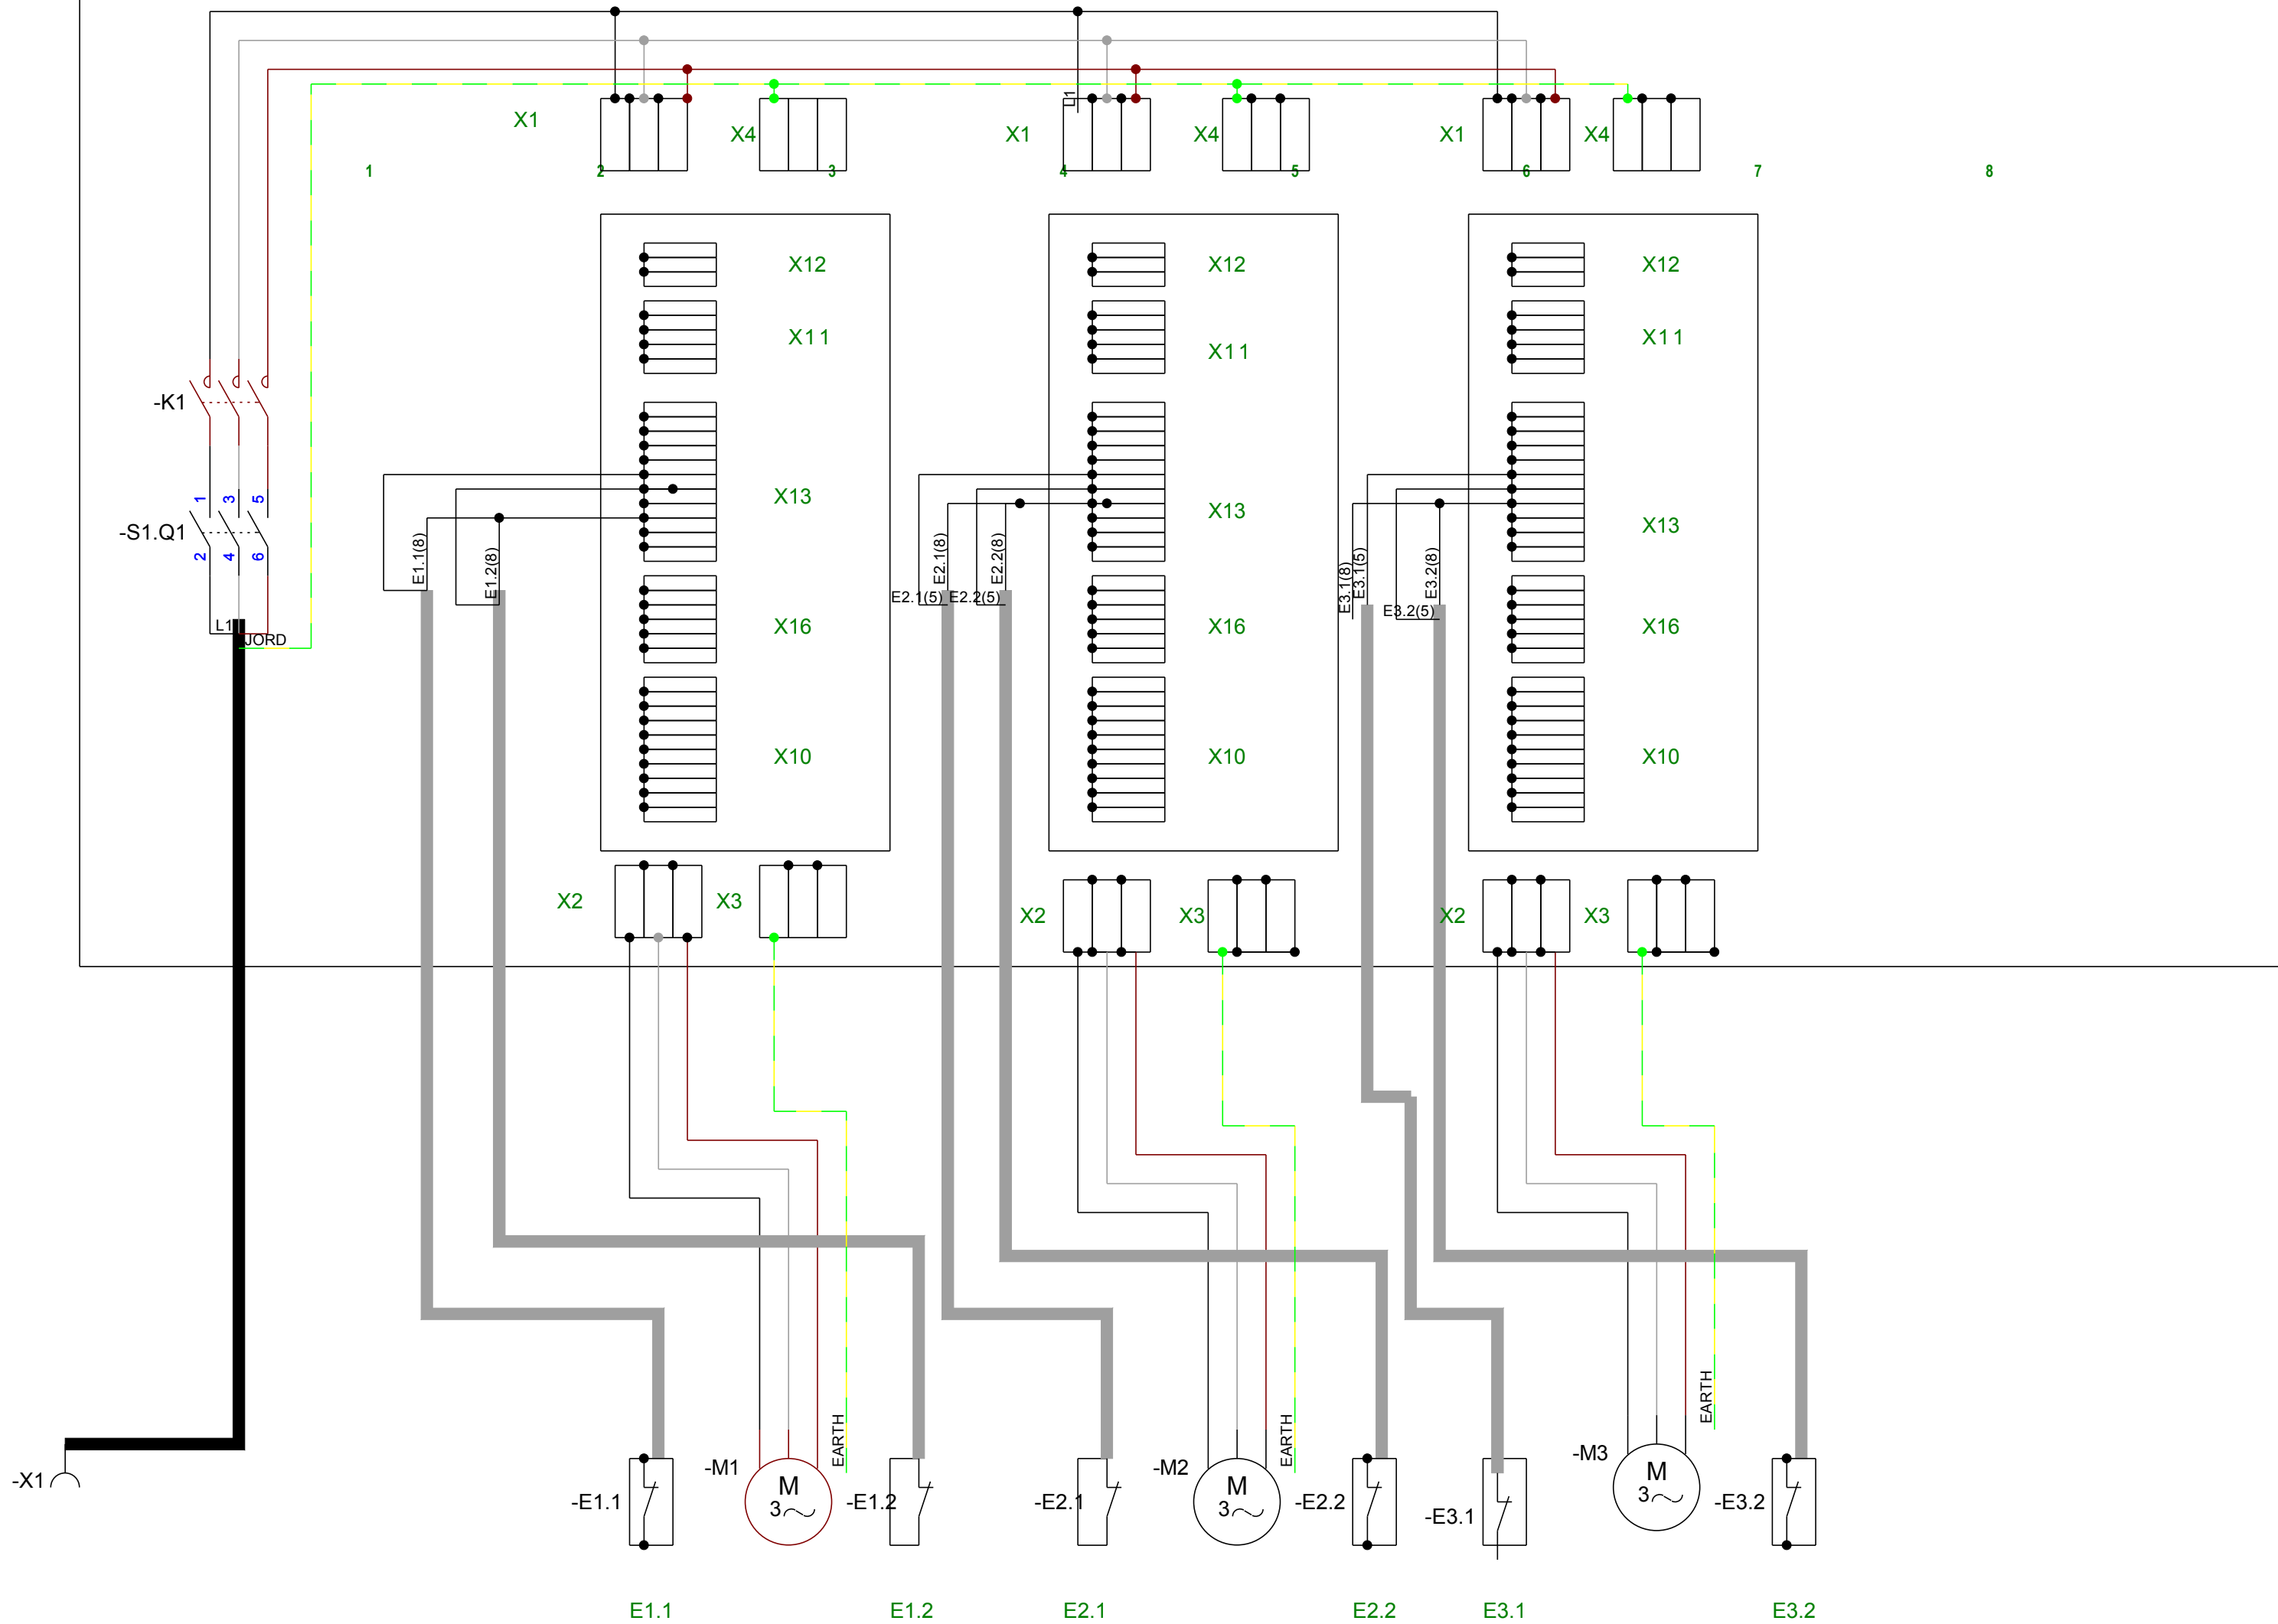 L1
X1
X4
X1
X4
X1
X4
1
2
3
4
5
6
7
8
X12
X12
X12
X11
X11
X11
-K1
X13
X13
X13
1
3
5
-S1.Q1
2
4
6
E1.1(8)
E1.2(8)
E2.1(8)
E2.2(8)
E3.1(8)
E3.1(5)
E3.2(8)
E2.1(5)
E2.2(5)
E3.2(5)
L1
JORD
X16
X16
X16
X10
X10
X10
X2
X3
X2
X3
X2
X3
EARTH
EARTH
EARTH
-X1
-E1.1
-M1
M
3
-E1.2
-E2.1
-M2
M
3
-E2.2
-E3.1
-M3
M
3
-E3.2
E1.1
E1.2
E2.1
E2.2
E3.1
E3.2